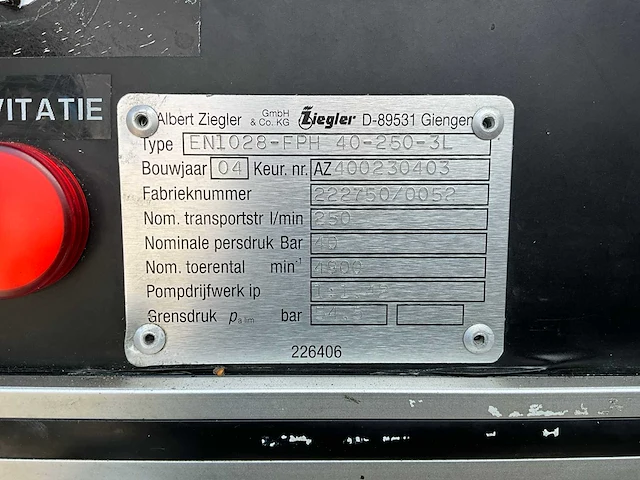 VITATIE
Albert Ziegler GmbH & Co. KG Ziegler D-89531 Giengen
Type EN1028-FPH 40-250-3L
Bouwjaar 04 Keur. nr. AZ400230403
Fabrieknummer 222750/0052
Nom. transportstr l/min 250
Nominale persdruk Bar 40
Nom. toerental min⁻¹
Pompdrijfwerk ip
Grensdruk pa lim bar
226406